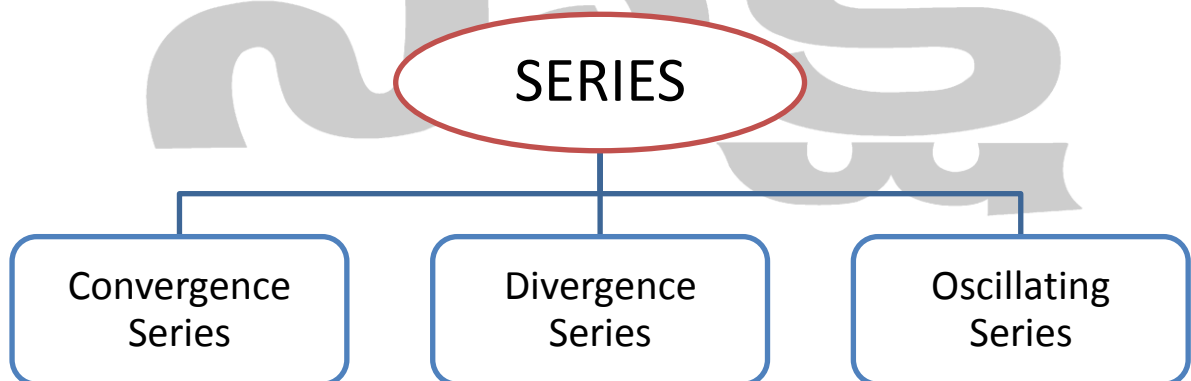 SERIES
Convergence
Series
Divergence
Series
Oscillating
Series